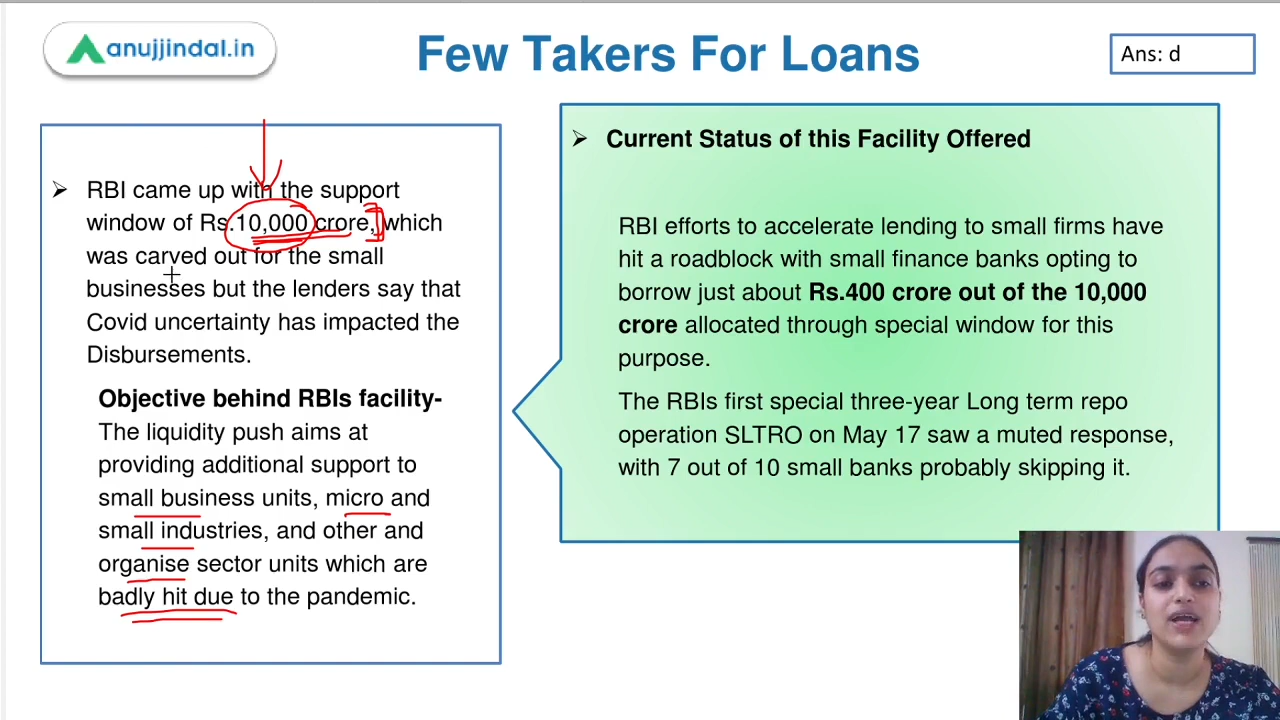 anujjindal.in
Few Takers For Loans
Ans: d
RBI came up with the support
window of Rs.10,000 crore, which
was carved out for the small
businesses but the lenders say that
Covid uncertainty has impacted the
Disbursements.
Objective behind RBIs facility-
The liquidity push aims at
providing additional support to
small business units, micro and
small industries, and other and
organise sector units which are
badly hit due to the pandemic.
Current Status of this Facility Offered
RBI efforts to accelerate lending to small firms have
hit a roadblock with small finance banks opting to
borrow just about Rs.400 crore out of the 10,000
crore allocated through special window for this
purpose.
The RBIs first special three-year Long term repo
operation SLTRO on May 17 saw a muted response,
with 7 out of 10 small banks probably skipping it.